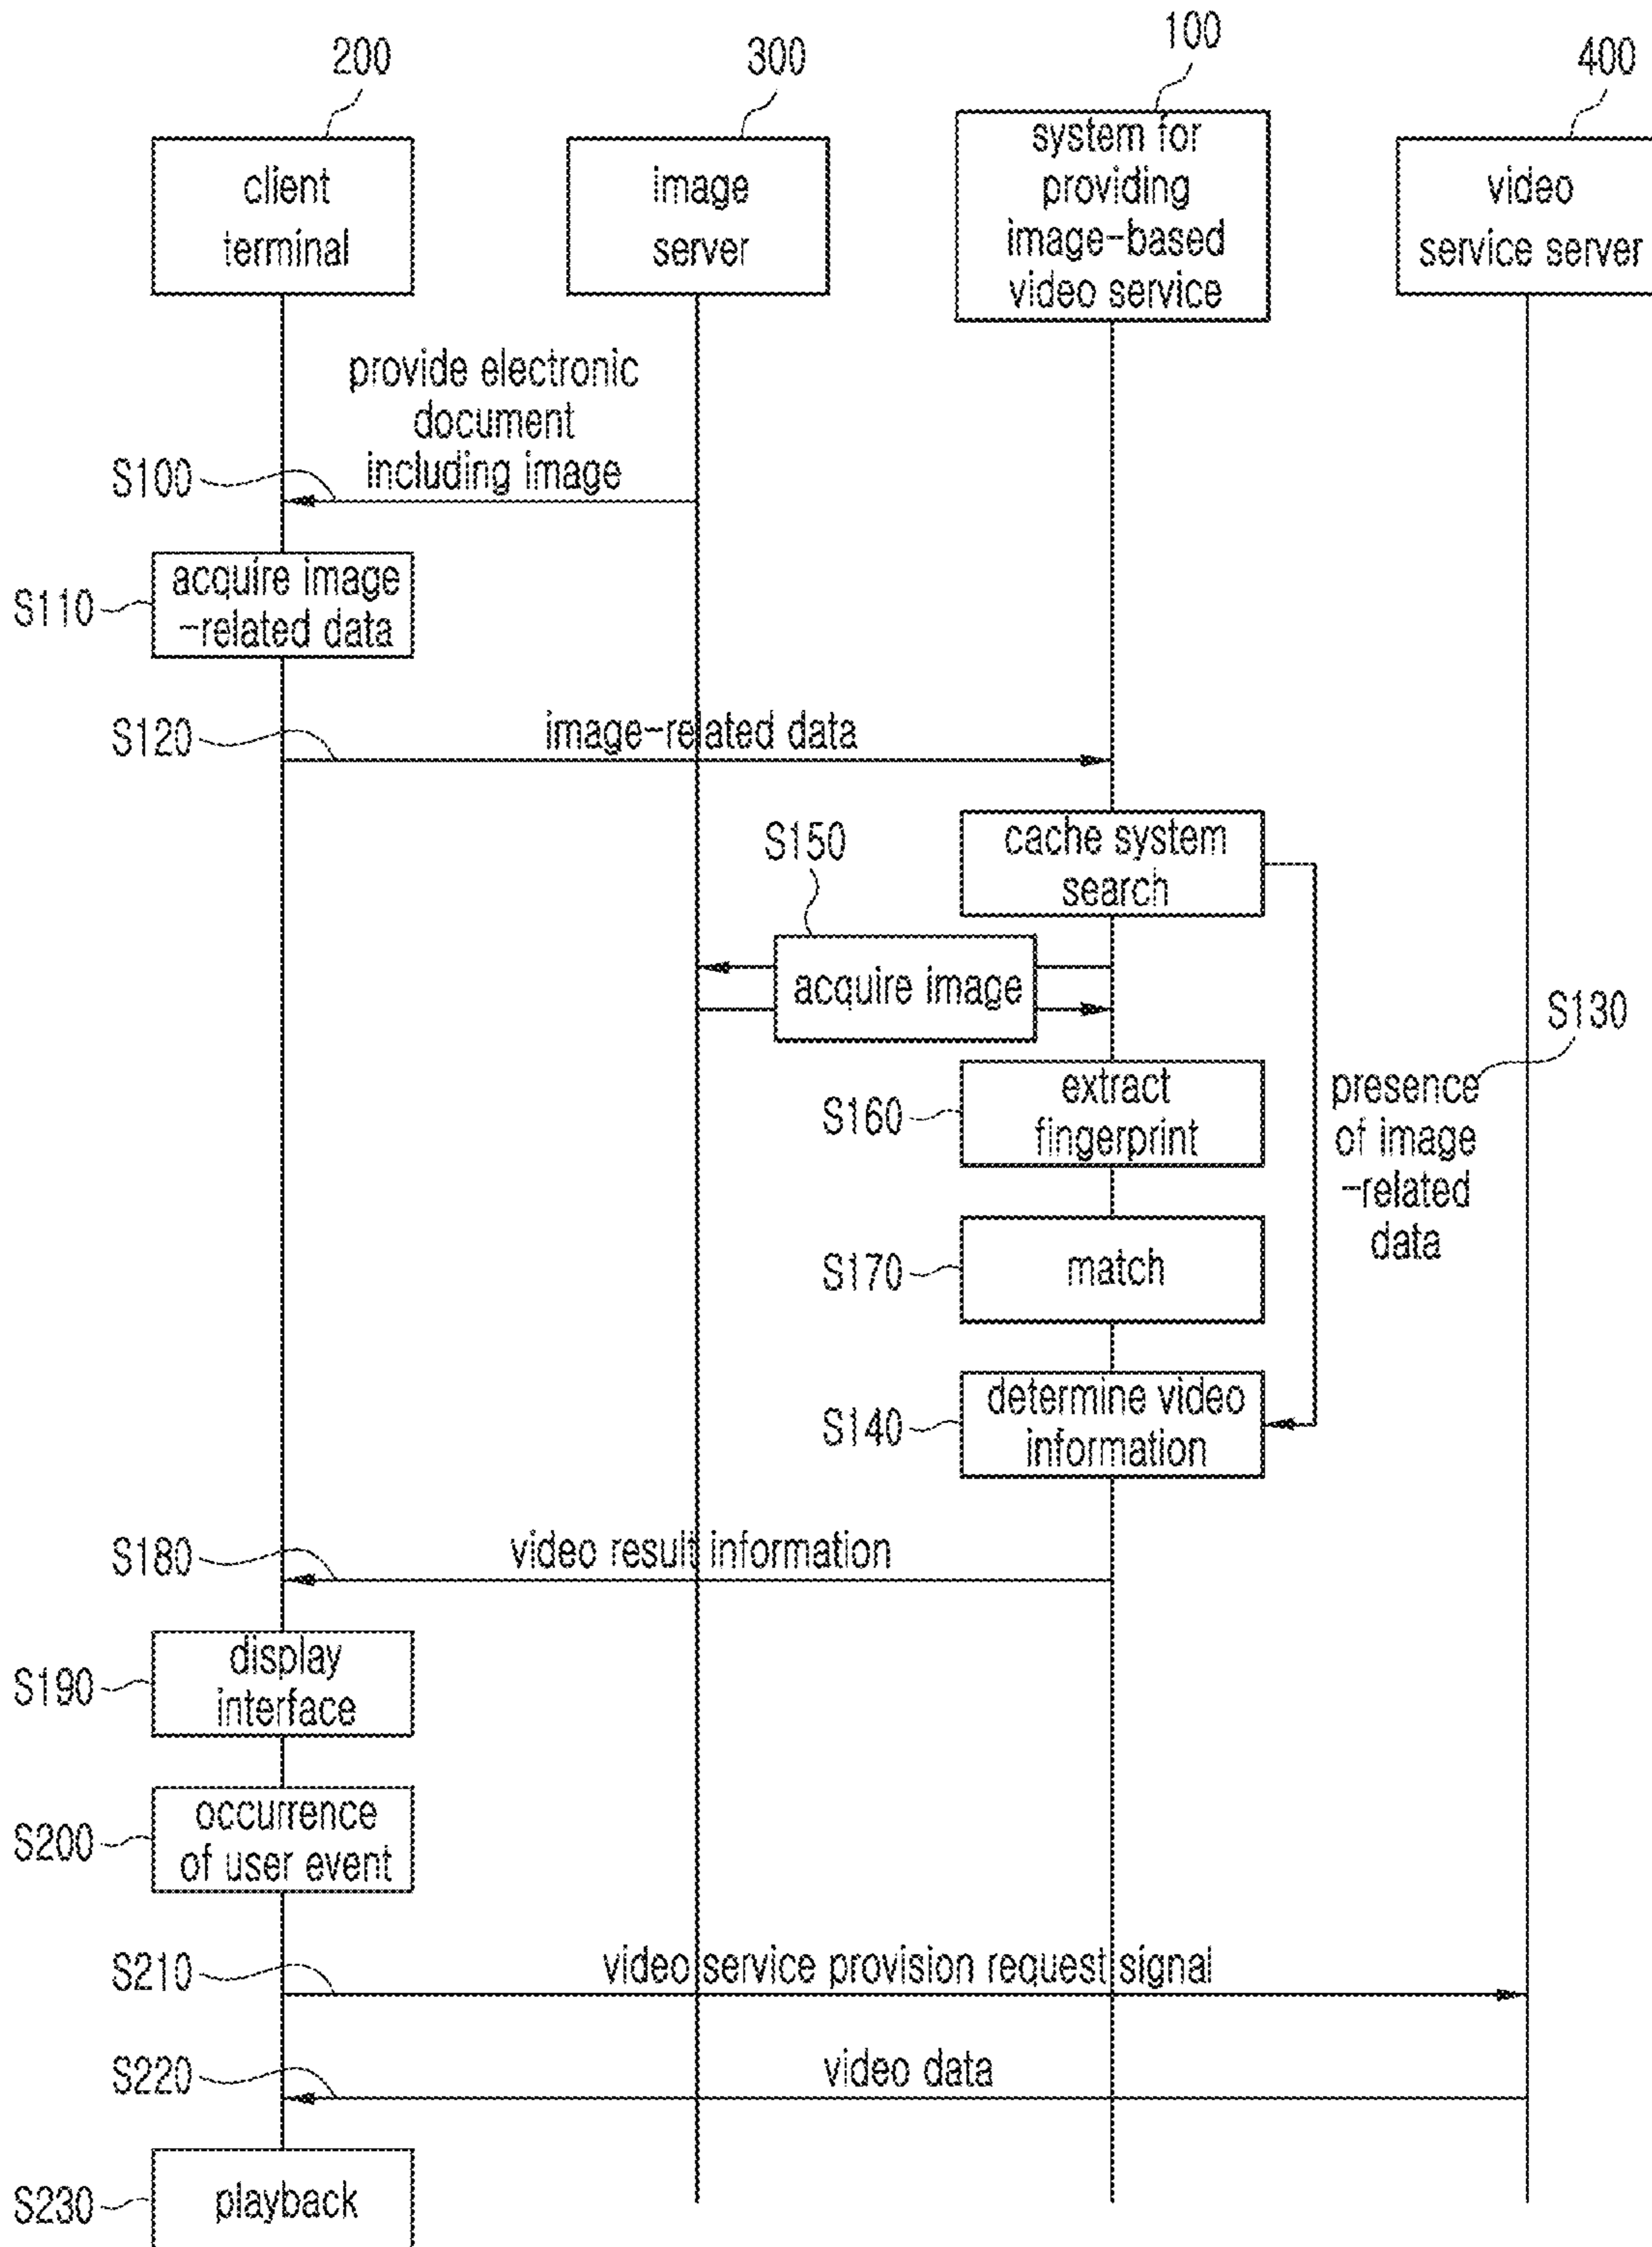 200
300
100
400
client
terminal
image
server
system for
providing
image-based
video service
video
service server
provide electronic
document
including image
S100
S110
acquire image
-related data
S120
image-related data
cache system
search
S150
acquire image
S130
presence
of image
-related
data
S160
extract
fingerprint
S170
match
S140
determine video
information
S180
video result information
S190
display
interface
S200
occurrence
of user event
S210
video service provision request signal
S220
video data
S230
playback